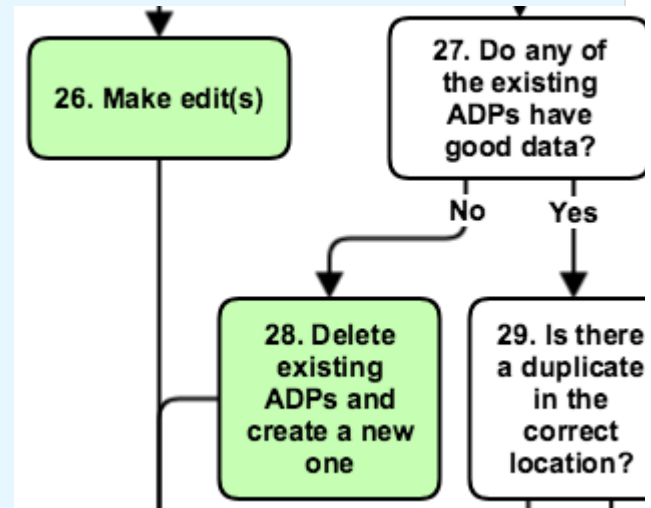 26. Make edit(s)
27. Do any of
the existing
ADPs have
good data?
No
Yes
28. Delete
existing
ADPs and
create a new
one
29. Is there
a duplicate
in the
correct
location?